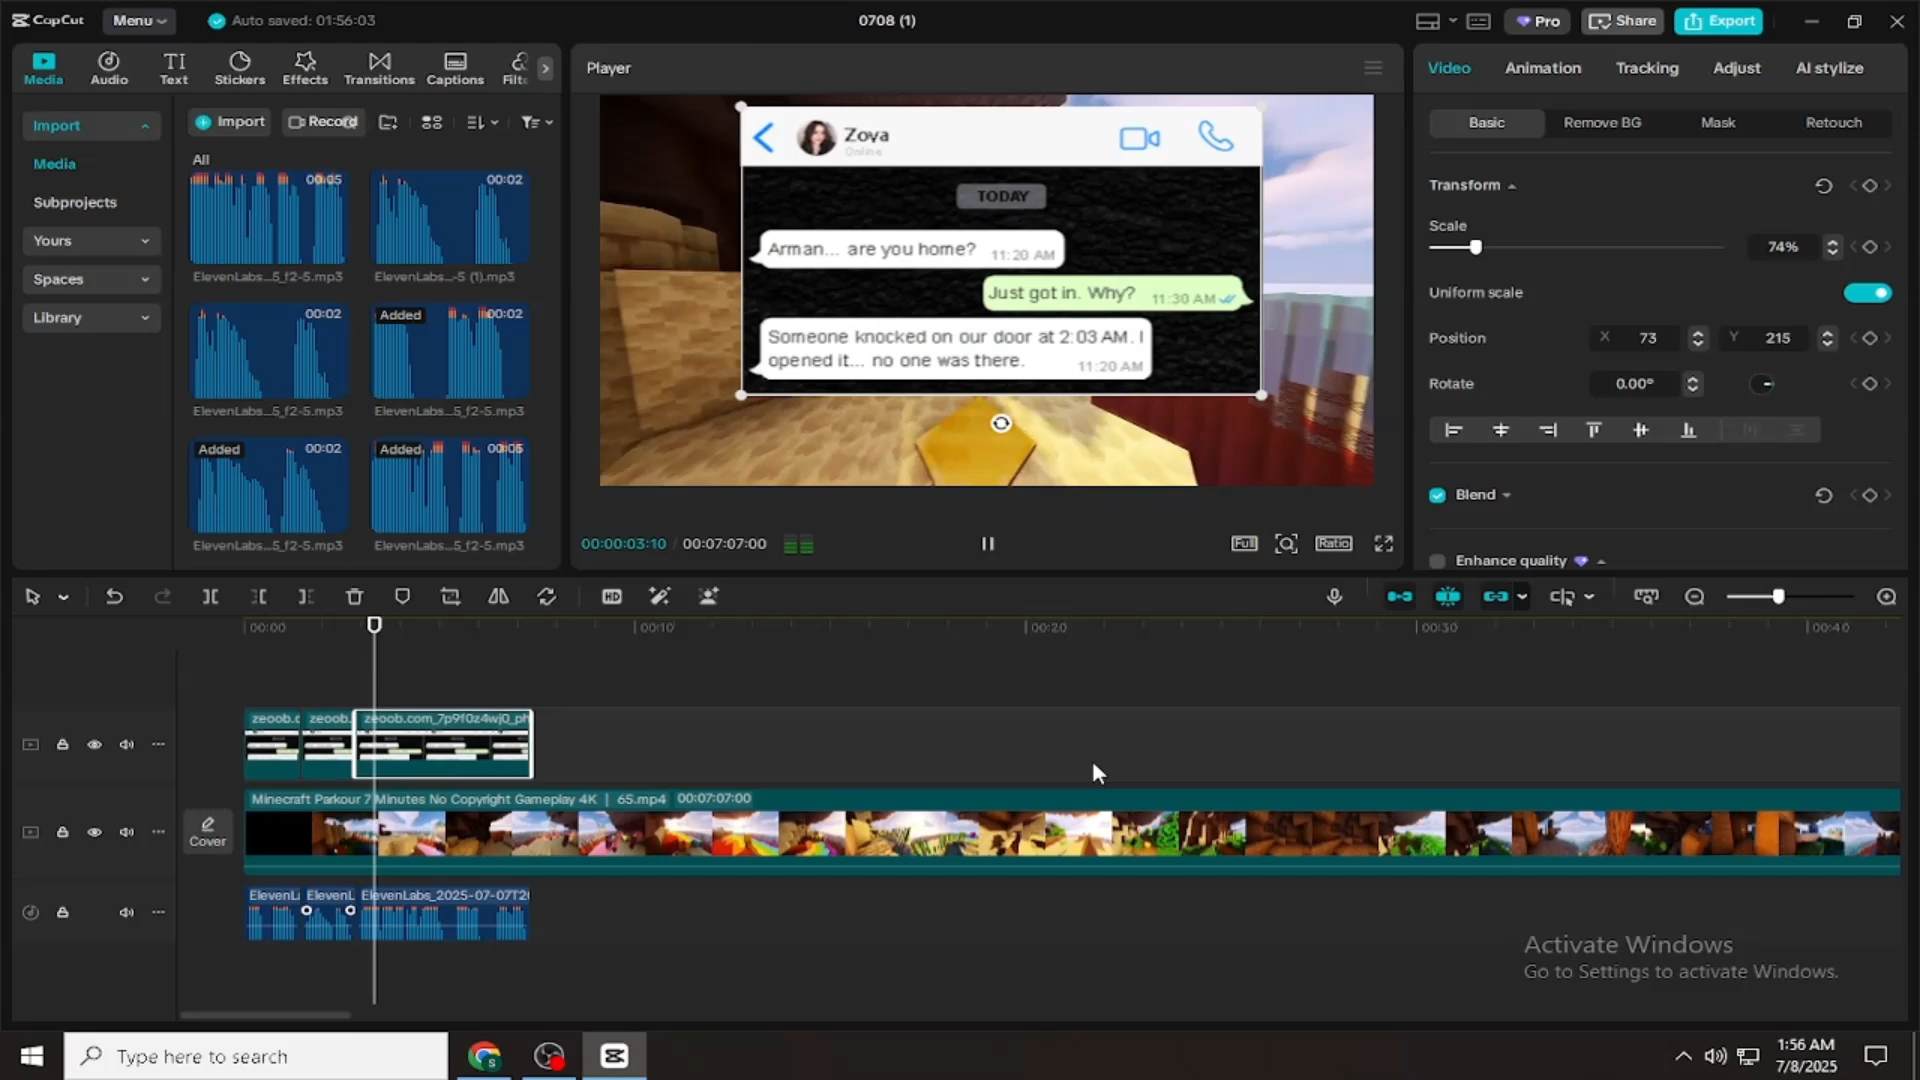 CapCut
Menu
Auto saved: 01:56:03
0708 (1)
Pro
Share
Export
Media
Audio
Text
Stickers
Effects
Transitions
Captions
Filt
Import
Media
Subprojects
Yours
Spaces
Library
Import
Record
All
00:05
ElevenLabs...5_f2-5.mp3
00:02
ElevenLabs...-5 (1).mp3
00:02
ElevenLabs...5_f2-5.mp3
Added
00:02
ElevenLabs...5_f2-5.mp3
Added
00:02
ElevenLabs...5_f2-5.mp3
Added
00:05
ElevenLabs...5_f2-5.mp3
Player
Zoya
Online
TODAY
Arman... are you home? 11:20 AM
Just got in. Why? 11:30 AM
Someone knocked on our door at 2:03 AM. I
opened it... no one was there. 11:20 AM
00:00:03:10 / 00:07:07:00
Full
Ratio
Video
Animation
Tracking
Adjust
AI stylize
Basic
Remove BG
Mask
Retouch
Transform
Scale
74%
Uniform scale
Position
X 73
Y 215
Rotate
0.00°
Blend
Enhance quality
HD
00:00
00:10
00:20
00:30
00:40
zeoob.c
zeoob.
zeoob.com_7p9f0z4wj0_ph
Cover
Minecraft Parkour 7 Minutes No Copyright Gameplay 4K | 65.mp4 00:07:07:00
ElevenL
ElevenL
ElevenLabs_2025-07-07T2
Activate Windows
Go to Settings to activate Windows.
Type here to search
1:56 AM
7/8/2025